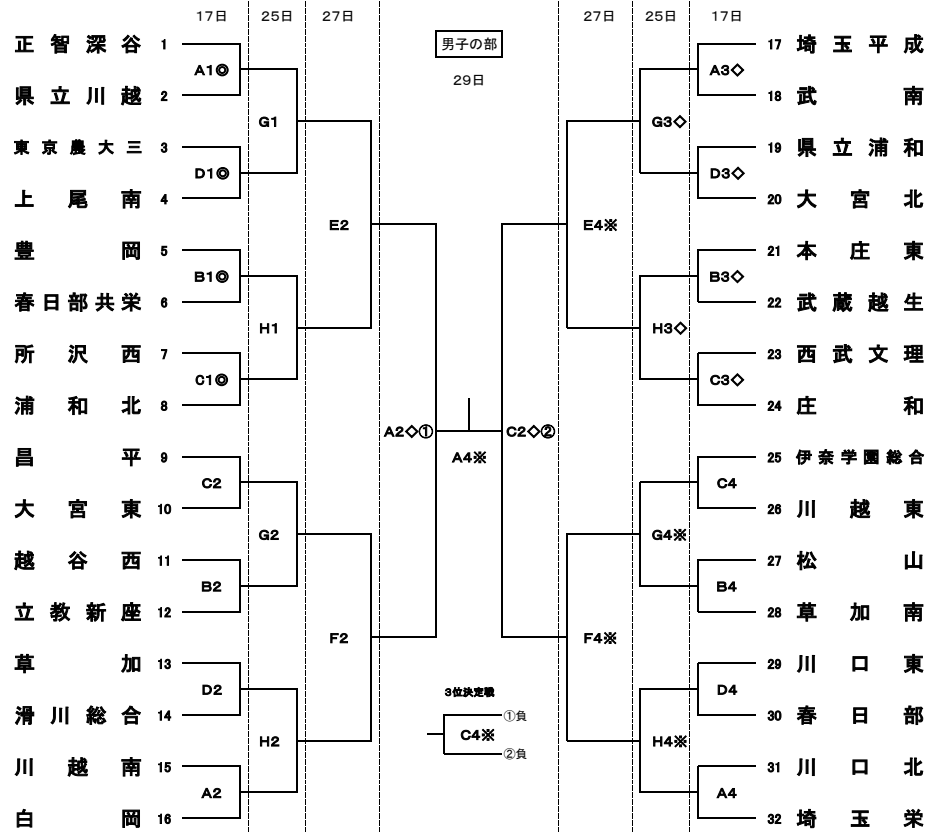 17日 25日 27日 27日 25日 17日
男子の部
29日
正智深谷 1
A1◎
県立川越 2
G1
東京農大三 3
D1◎
上尾南 4
E2
豊岡 5
B1◎
春日部共栄 6
H1
所沢西 7
C1◎
浦和北 8
A2◇①
昌平 9
C2
大宮東 10
G2
越谷西 11
B2
立教新座 12
F2
草加 13
D2
滑川総合 14
H2
川越南 15
A2
白岡 16
A4※
3位決定戦
①負
C4※
②負
17 埼玉平成
A3◇
18 武南
G3◇
19 県立浦和
D3◇
20 大宮北
E4※
21 本庄東
B3◇
22 武蔵越生
H3◇
23 西武文理
C3◇
24 庄和
C2◇②
25 伊奈学園総合
C4
26 川越東
G4※
27 松山
B4
28 草加南
F4※
29 川口東
D4
30 春日部
H4※
31 川口北
A4
32 埼玉栄